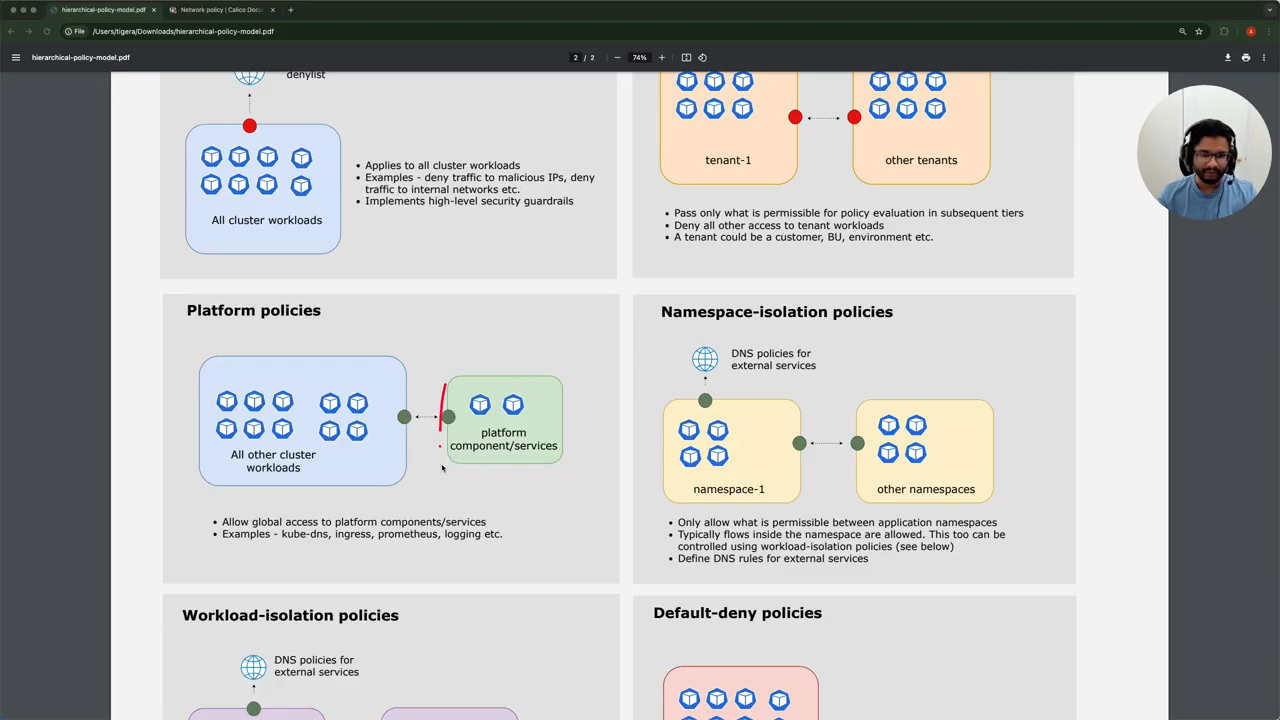 hierarchical-policy-model.pdf
Network policy | Calico Docu
File
/Users/tigera/Downloads/hierarchical-policy-model.pdf
A
hierarchical-policy-model.pdf
2 / 2
74%
denylist
All cluster workloads
• Applies to all cluster workloads
• Examples - deny traffic to malicious IPs, deny
traffic to internal networks etc.
• Implements high-level security guardrails
tenant-1
other tenants
• Pass only what is permissible for policy evaluation in subsequent tiers
• Deny all other access to tenant workloads
• A tenant could be a customer, BU, environment etc.
Platform policies
All other cluster
workloads
platform
component/services
• Allow global access to platform components/services
• Examples - kube-dns, ingress, prometheus, logging etc.
Namespace-isolation policies
DNS policies for
external services
namespace-1
other namespaces
• Only allow what is permissible between application namespaces
• Typically flows inside the namespace are allowed. This too can be
controlled using workload-isolation policies (see below)
• Define DNS rules for external services
Workload-isolation policies
DNS policies for
external services
Default-deny policies